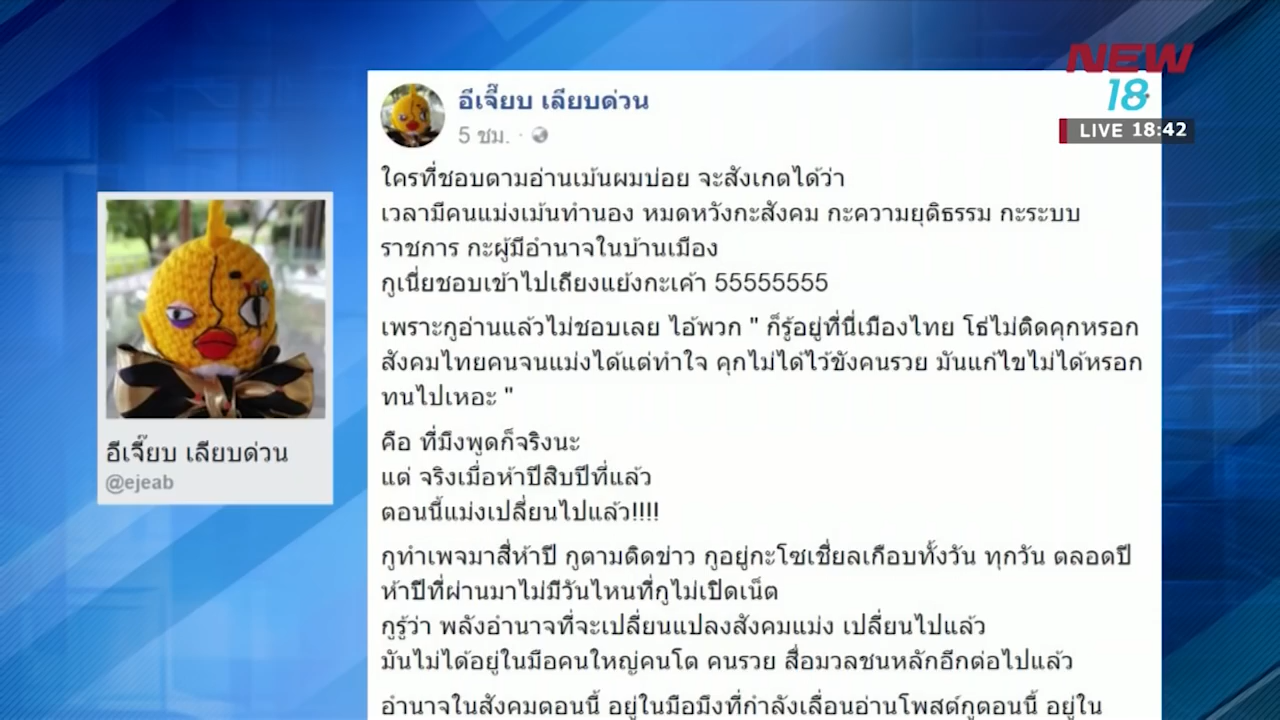 NEW
18
LIVE 18:42
อีเจี๊ยบ เลียบด่วน
5 ชม.
ใครที่ชอบตามอ่านเม้นผมบ่อย จะสังเกตได้ว่า
เวลามีคนแม่งเม้นทำนอง หมดหวังกะสังคม กะความยุติธรรม กะระบบ
ราชการ กะผู้มีอำนาจในบ้านเมือง
กูเนี่ยชอบเข้าไปเถียงแย้งกะเค้า 55555555
เพราะกูอ่านแล้วไม่ชอบเลย ไอ้พวก " ก็รู้อยู่ที่นี่เมืองไทย โธ่ไม่ติดคุกหรอก
สังคมไทยคนจนแม่งได้แต่ทำใจ คุกไม่ได้ไว้ขังคนรวย มันแก้ไขไม่ได้หรอก
ทนไปเหอะ "
คือ ที่มึงพูดก็จริงนะ
แต่ จริงเมื่อห้าปีสิบปีที่แล้ว
ตอนนี้แม่งเปลี่ยนไปแล้ว!!!!
กูทำเพจมาสี่ห้าปี กูตามติดข่าว กูอยู่กะโซเชี่ยลเกือบทั้งวัน ทุกวัน ตลอดปี
ห้าปีที่ผ่านมาไม่มีวันไหนที่กูไม่เปิดเน็ต
กูรู้ว่า พลังอำนาจที่จะเปลี่ยนแปลงสังคมแม่ง เปลี่ยนไปแล้ว
มันไม่ได้อยู่ในมือคนใหญ่คนโต คนรวย สื่อมวลชนหลักอีกต่อไปแล้ว
อำนาจในสังคมตอนนี้ อยู่ในมือมึงที่กำลังเลื่อนอ่านโพสต์กูตอนนี้ อยู่ใน
อีเจี๊ยบ เลียบด่วน
@ejeab